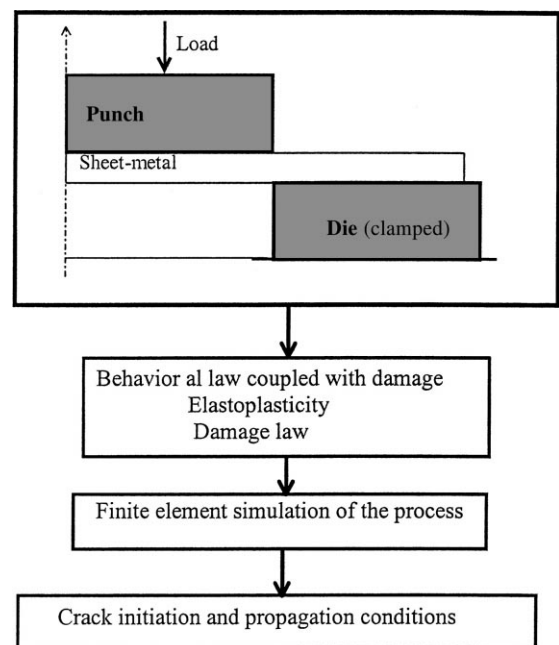 Load
Punch
Sheet-metal
Die (clamped)
Behavior al law coupled with damage
Elastoplasticity
Damage law
Finite element simulation of the process
Crack initiation and propagation conditions